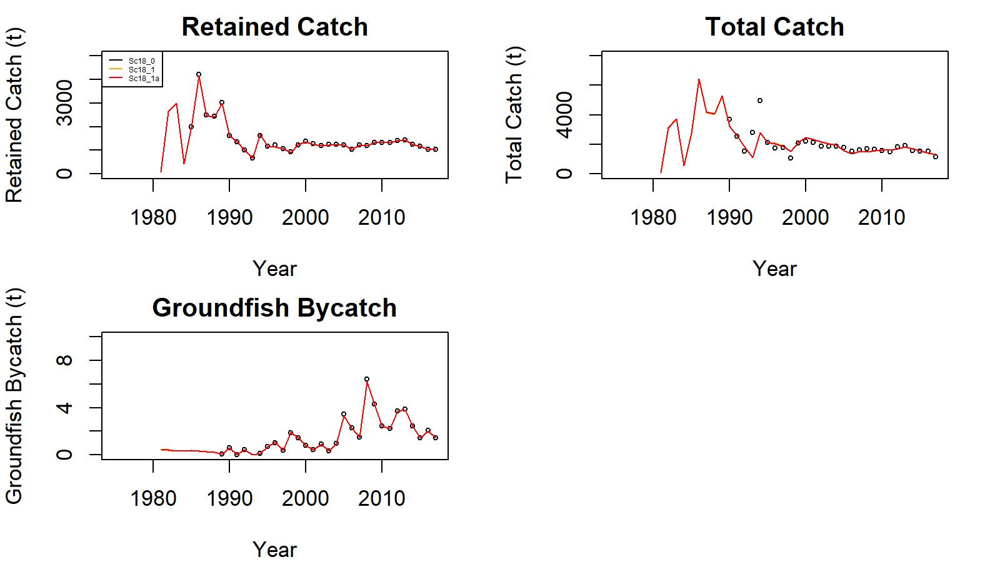 Retained Catch
Retained Catch (t)
Sc18_0
Sc18_1
Sc18_1a
3000
0
1980 1990 2000 2010
Year
Total Catch
Total Catch (t)
4000
0
1980 1990 2000 2010
Year
Groundfish Bycatch
Groundfish Bycatch (t)
8
4
0
1980 1990 2000 2010
Year